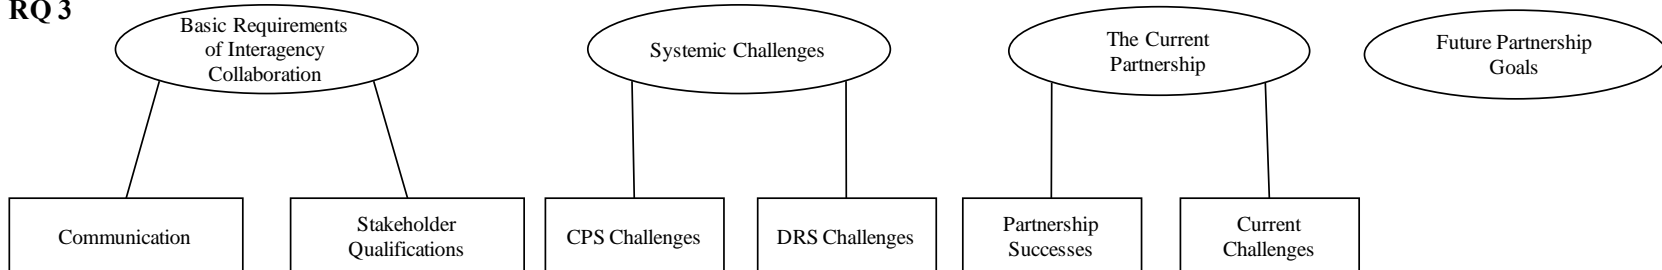 RQ 3
Basic Requirements
of Interagency
Collaboration
Systemic Challenges
The Current
Partnership
Future Partnership
Goals
Communication
Stakeholder
Qualifications
CPS Challenges
DRS Challenges
Partnership
Successes
Current
Challenges